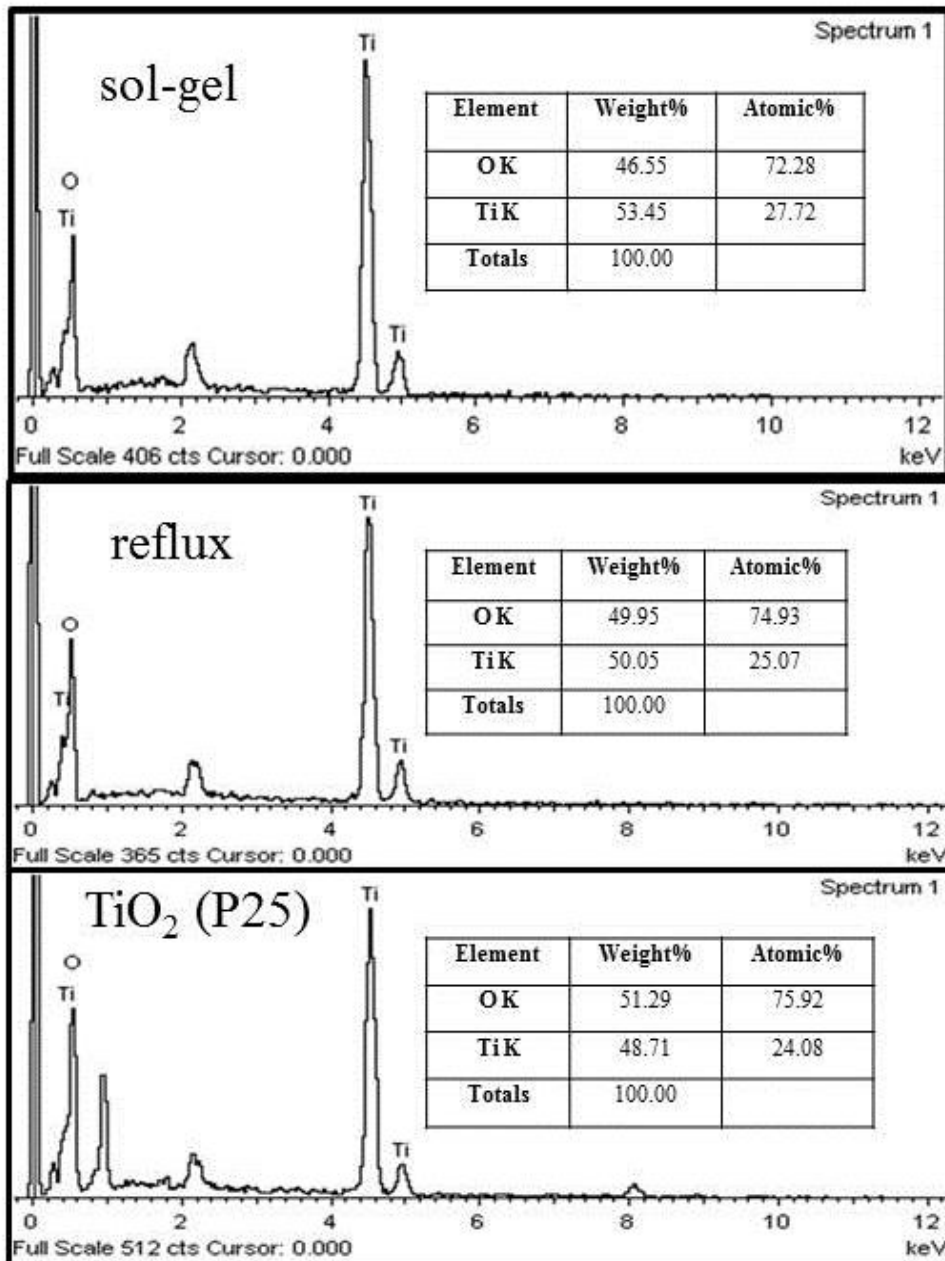 Spectrum 1
Ti
sol-gel
Element Weight% Atomic%
O K 46.55 72.28
Ti K 53.45 27.72
Totals 100.00
O
Ti
Ti
0 2 4 6 8 10 12
Full Scale 406 cts Cursor: 0.000 keV
Spectrum 1
Ti
reflux
Element Weight% Atomic%
O K 49.95 74.93
Ti K 50.05 25.07
Totals 100.00
O
Ti
Ti
0 2 4 6 8 10 12
Full Scale 365 cts Cursor: 0.000 keV
Spectrum 1
Ti
TiO₂ (P25)
Element Weight% Atomic%
O K 51.29 75.92
Ti K 48.71 24.08
Totals 100.00
O
Ti
Ti
0 2 4 6 8 10 12
Full Scale 512 cts Cursor: 0.000 keV